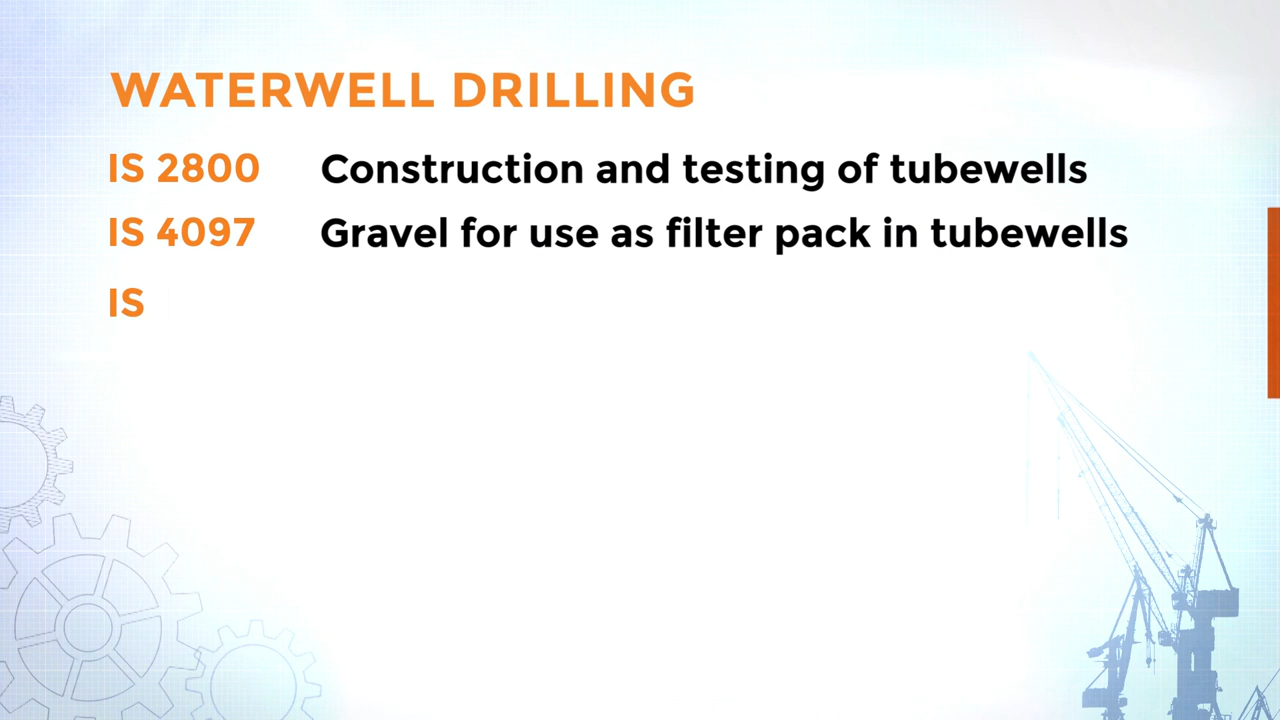 WATERWELL DRILLING
IS 2800 Construction and testing of tubewells
IS 4097 Gravel for use as filter pack in tubewells
IS